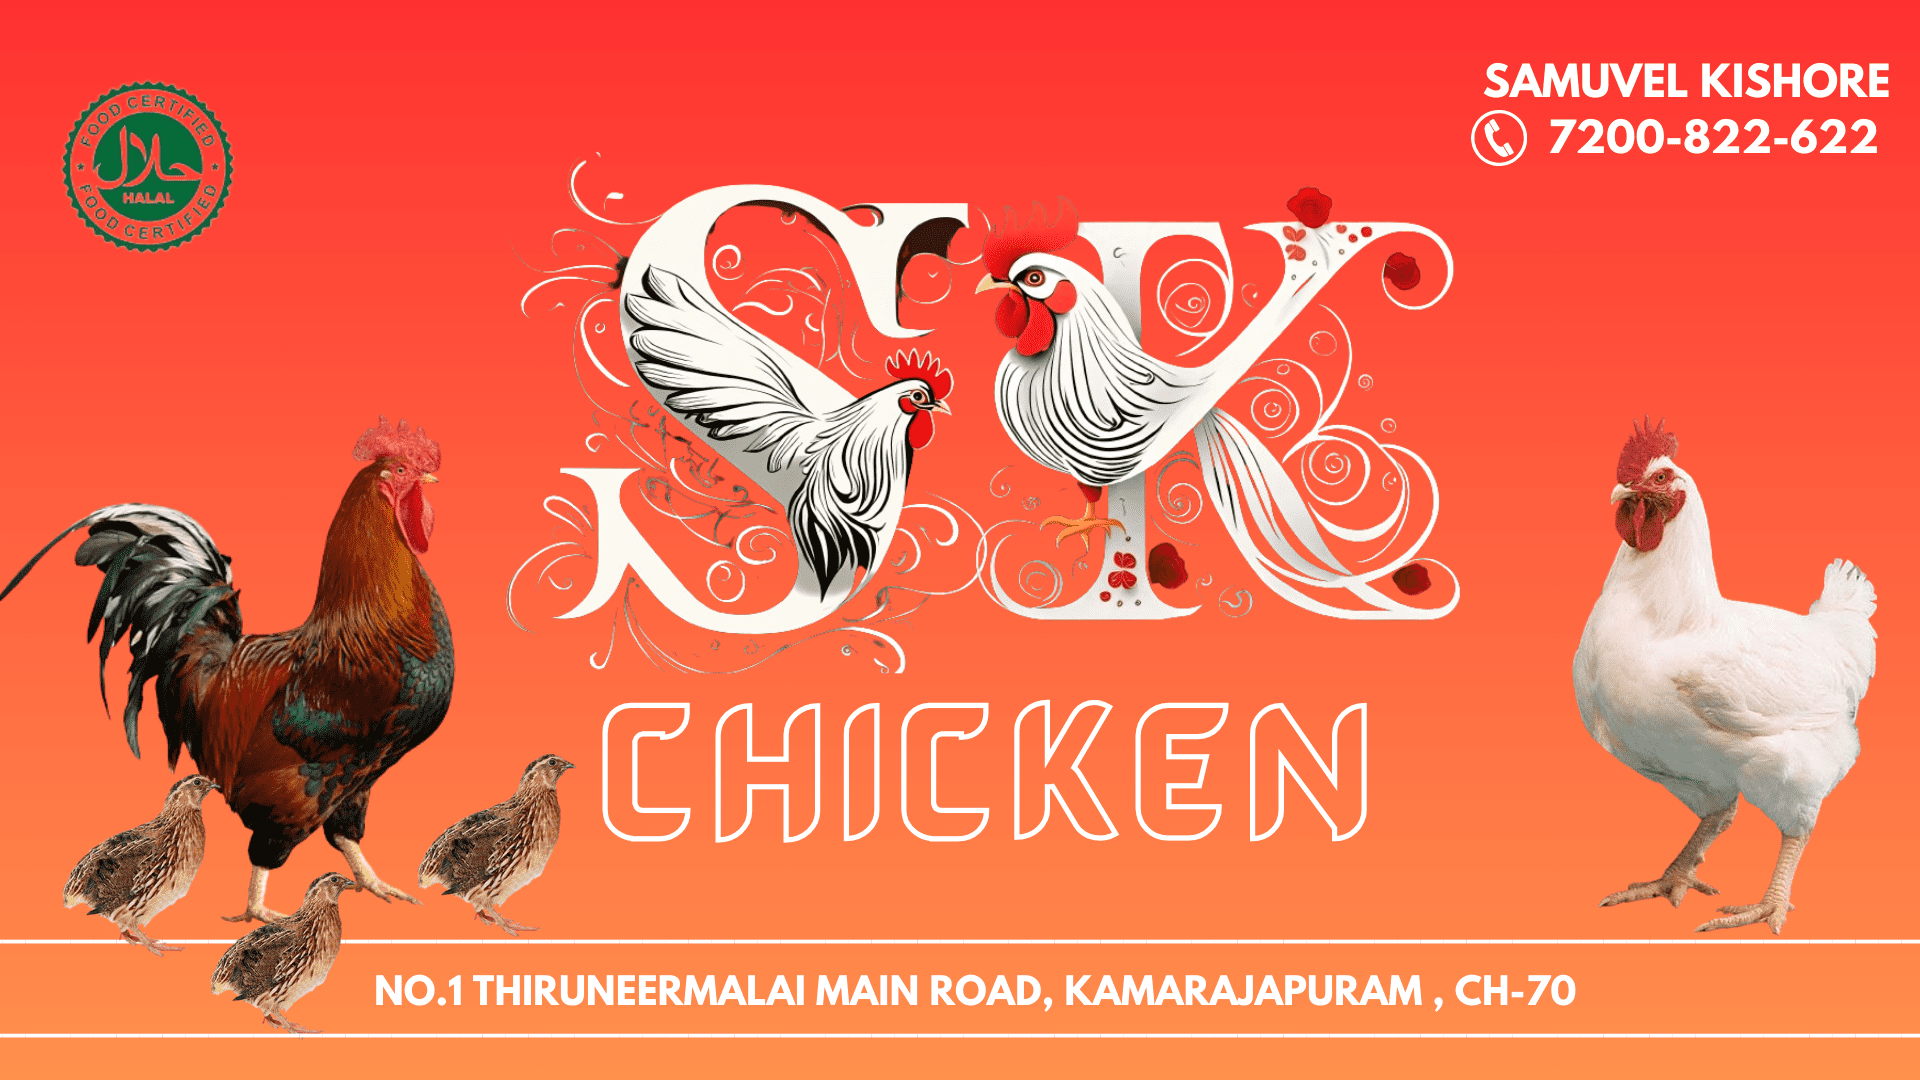 FOOD CERTIFIED
حلال
HALAL
FOOD CERTIFIED
SAMUVEL KISHORE
7200-822-622
SK
CHICKEN
NO.1 THIRUNEERMALAI MAIN ROAD, KAMARAJAPURAM , CH-70